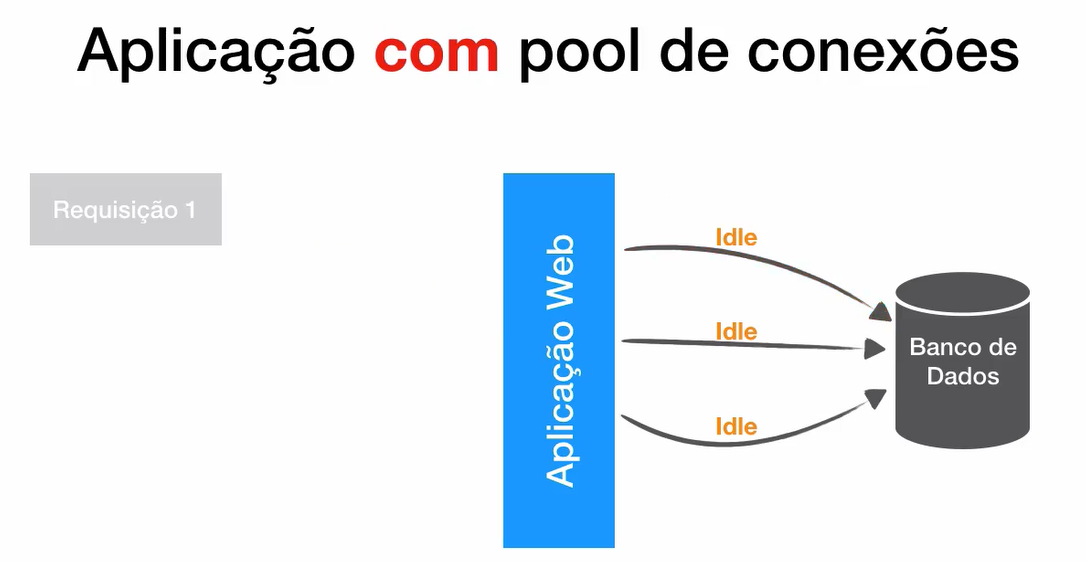 Aplicação com pool de conexões
Requisição 1
Aplicação Web
Idle
Idle
Idle
Banco de
Dados